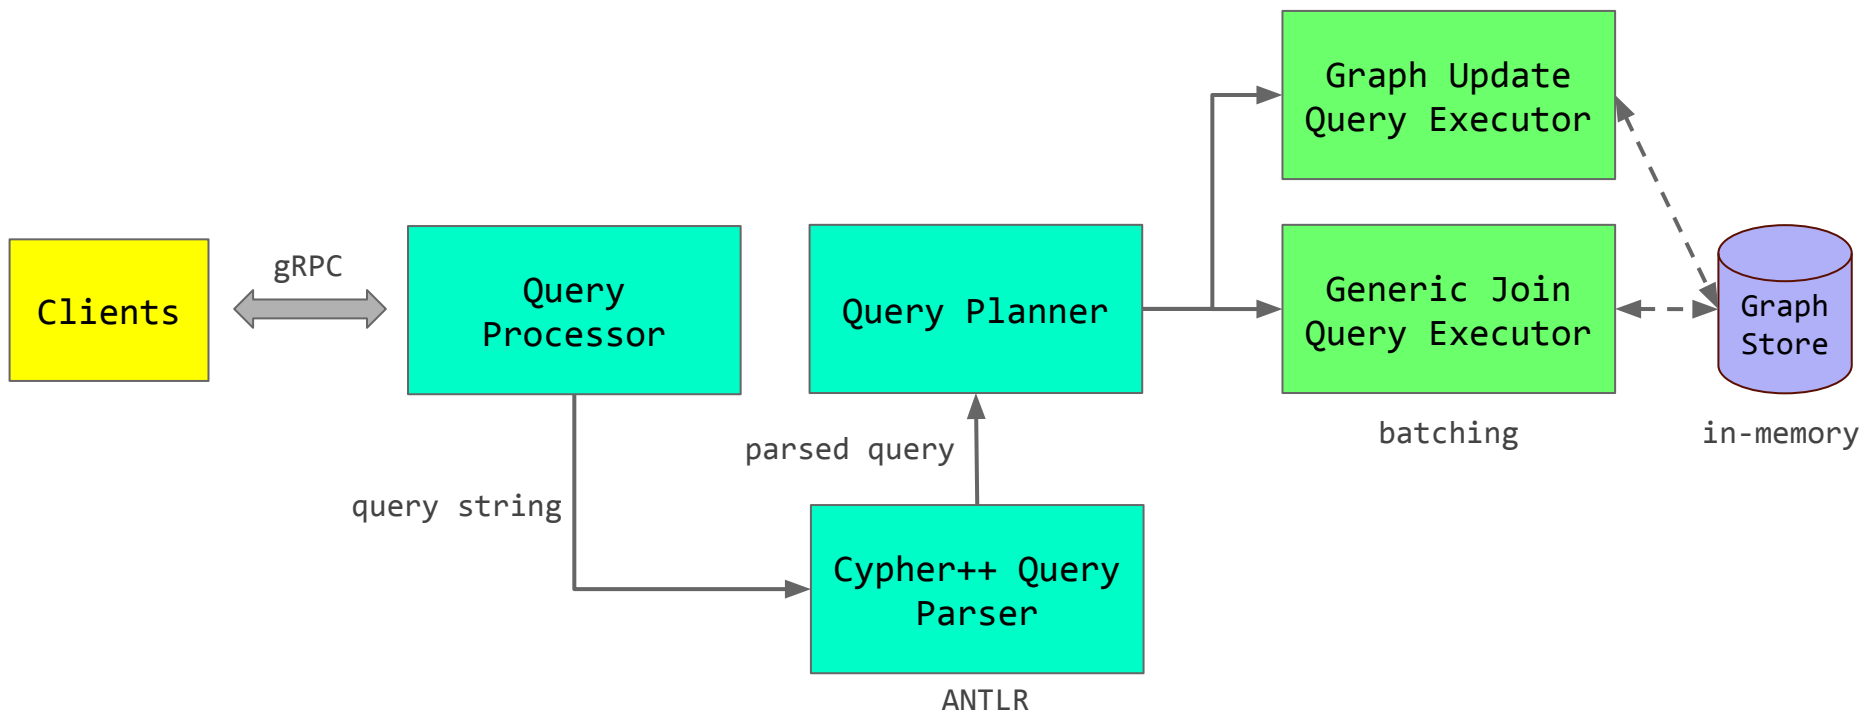 Graph Update
Query Executor
Clients
gRPC
Query
Processor
Query Planner
Generic Join
Query Executor
Graph
Store
batching
in-memory
parsed query
query string
Cypher++ Query
Parser
ANTLR